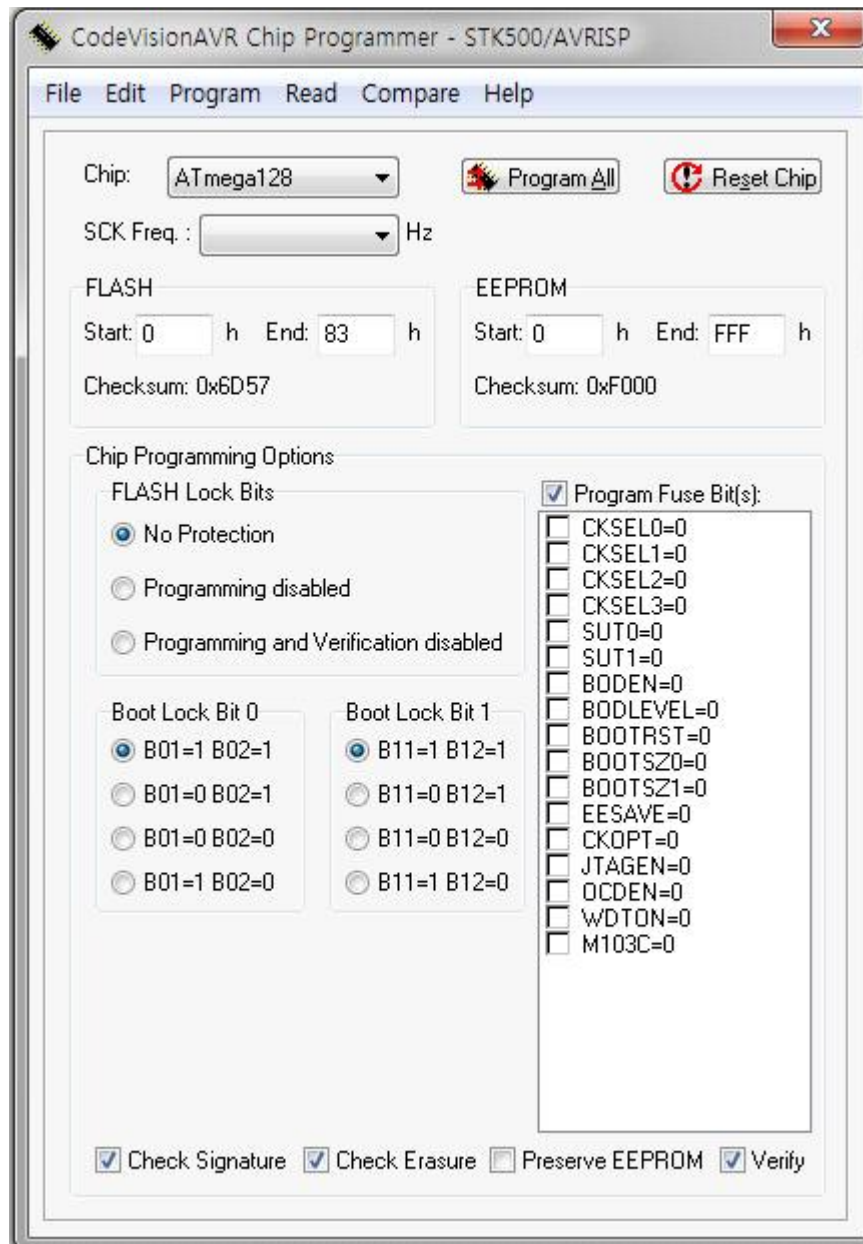 CodeVisionAVR Chip Programmer - STK500/AVRISP
File Edit Program Read Compare Help
Chip: ATmega128 Program All Reset Chip
SCK Freq. : Hz
FLASH
Start: 0 h End: 83 h
Checksum: 0x6D57
EEPROM
Start: 0 h End: FFF h
Checksum: 0xF000
Chip Programming Options
FLASH Lock Bits
No Protection
Programming disabled
Programming and Verification disabled
Boot Lock Bit 0
B01=1 B02=1
B01=0 B02=1
B01=0 B02=0
B01=1 B02=0
Boot Lock Bit 1
B11=1 B12=1
B11=0 B12=1
B11=0 B12=0
B11=1 B12=0
Program Fuse Bit(s):
CKSEL0=0
CKSEL1=0
CKSEL2=0
CKSEL3=0
SUT0=0
SUT1=0
BODEN=0
BODLEVEL=0
BOOTRST=0
BOOTSZ0=0
BOOTSZ1=0
EESAVE=0
CKOPT=0
JTAGEN=0
OCDEN=0
WDTON=0
M103C=0
Check Signature Check Erasure Preserve EEPROM Verify